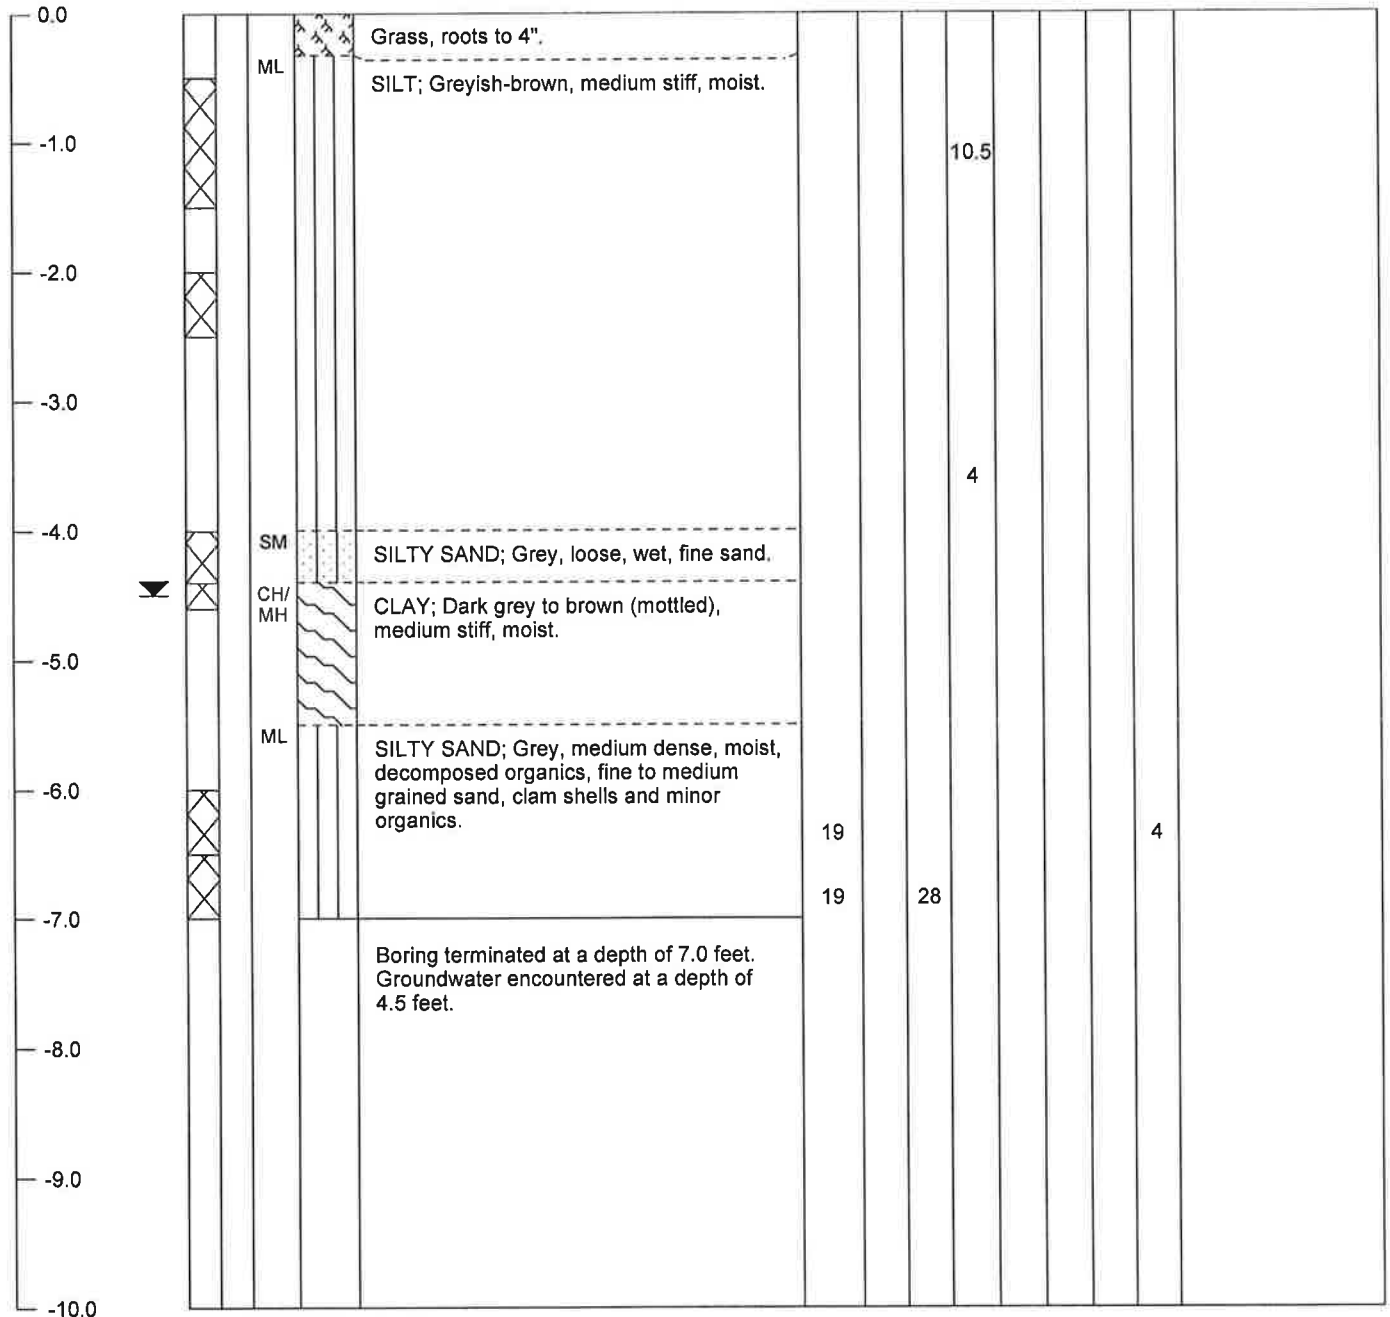 0.0
Grass, roots to 4".
ML
SILT; Greyish-brown, medium stiff, moist.
-1.0
10.5
-2.0
-3.0
4
-4.0
SM
SILTY SAND; Grey, loose, wet, fine sand.
CH/
MH
CLAY; Dark grey to brown (mottled),
medium stiff, moist.
-5.0
ML
SILTY SAND; Grey, medium dense, moist,
decomposed organics, fine to medium
grained sand, clam shells and minor
organics.
-6.0
19
4
19
28
-7.0
Boring terminated at a depth of 7.0 feet.
Groundwater encountered at a depth of
4.5 feet.
-8.0
-9.0
-10.0